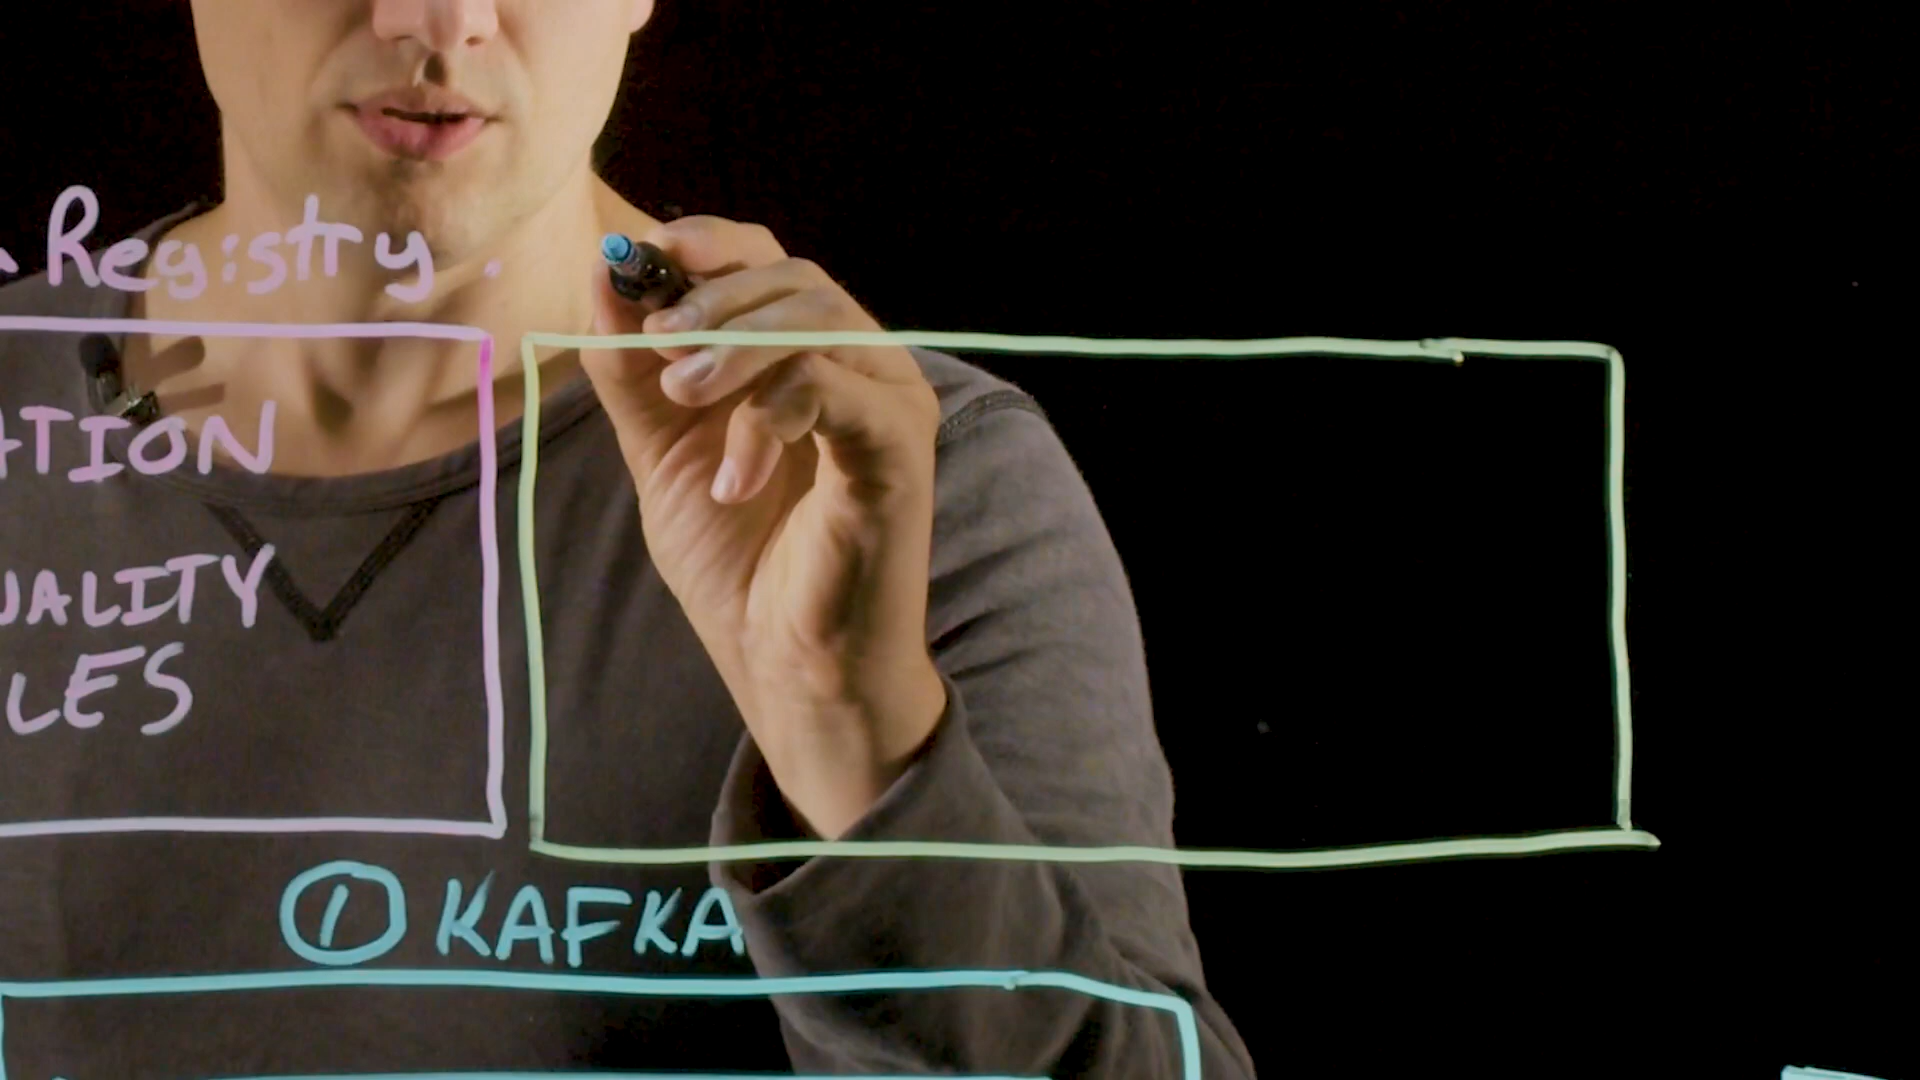 Registry.
ATION
UALITY
LES
① KAFKA